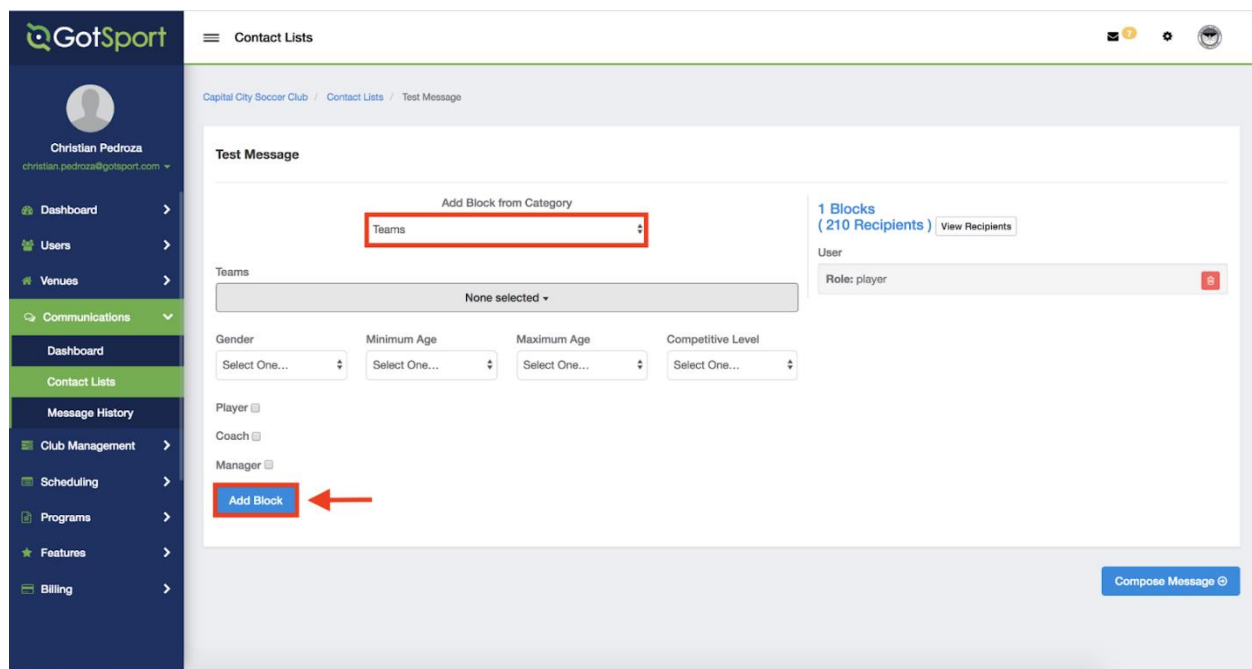 GotSport
Contact Lists
7
Christian Pedroza
christian.pedroza@gotsport.com
Dashboard
Users
Venues
Communications
Dashboard
Contact Lists
Message History
Club Management
Scheduling
Programs
Features
Billing
Capital City Soccer Club / Contact Lists / Test Message
Test Message
Add Block from Category
Teams
Teams
None selected
Gender Minimum Age Maximum Age Competitive Level
Select One... Select One... Select One... Select One...
Player
Coach
Manager
Add Block
1 Blocks
( 210 Recipients ) View Recipients
User
Role: player
Compose Message